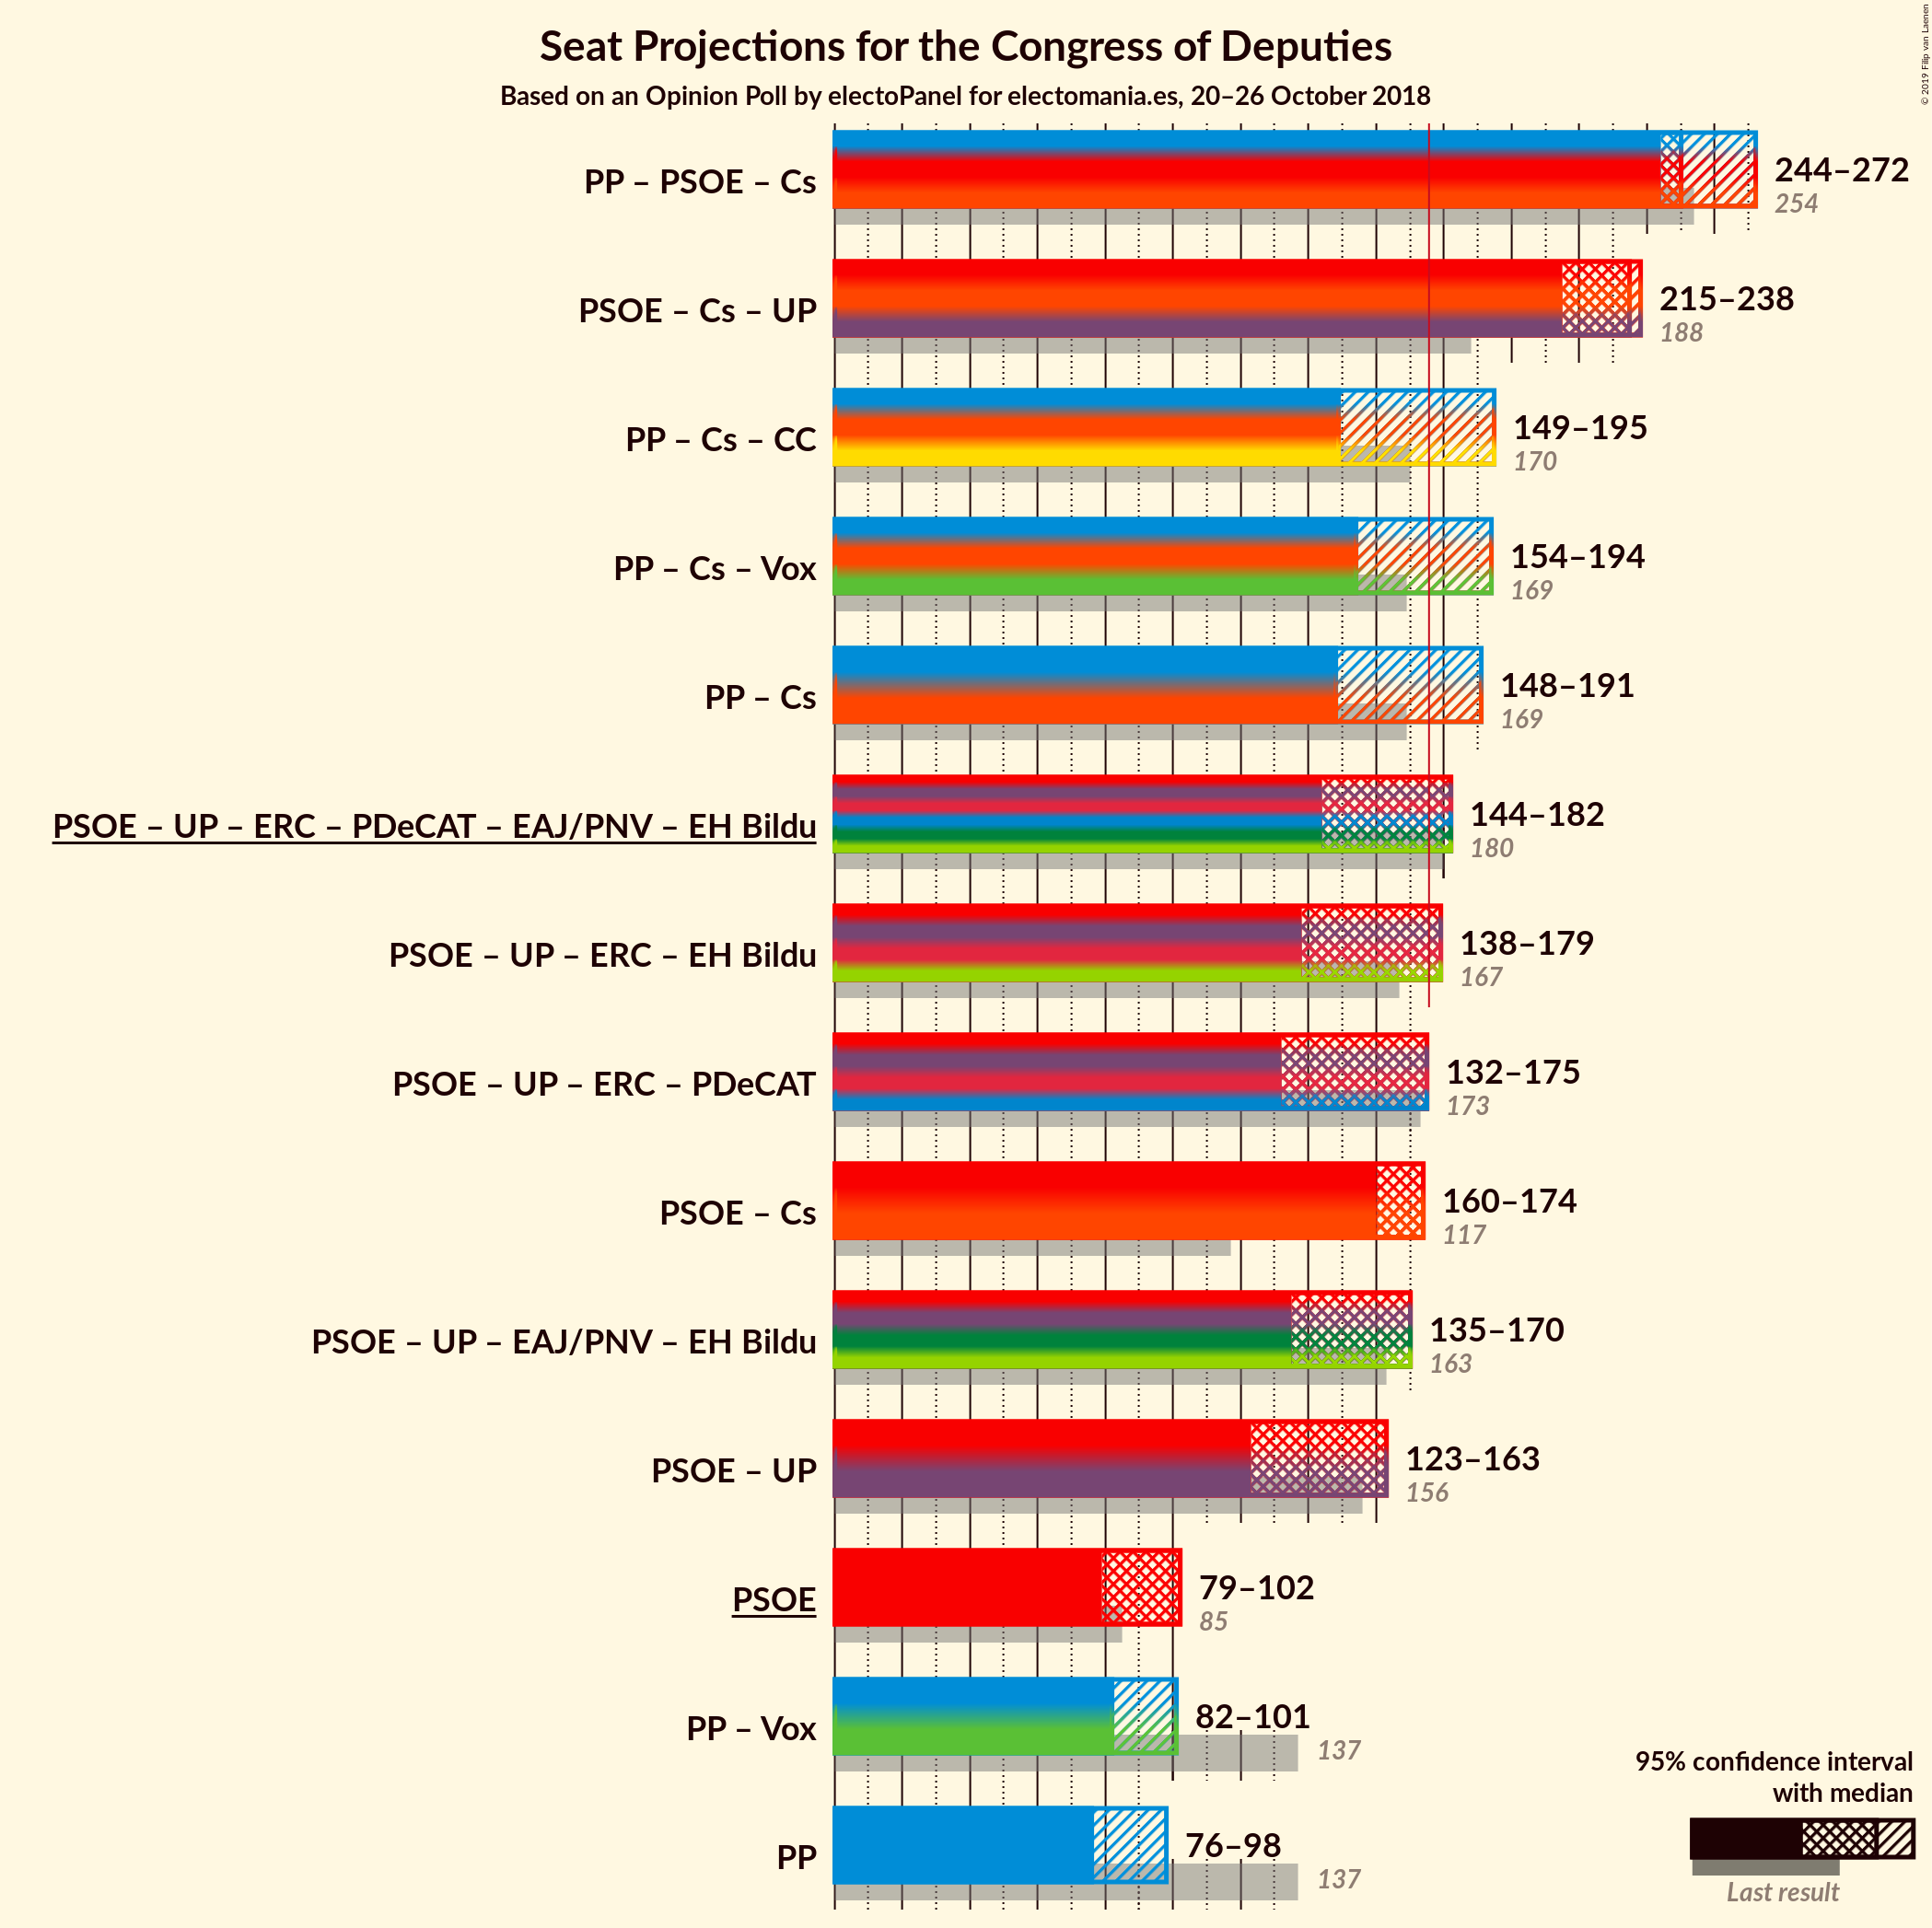 Seat Projections for the Congress of Deputies
Based on an Opinion Poll by electoPanel for electomania.es, 20–26 October 2018
© 2019 Filip van Laenen
PP – PSOE – Cs
244–272
254
PSOE – Cs – UP
215–238
188
PP – Cs – CC
149–195
170
PP – Cs – Vox
154–194
169
PP – Cs
148–191
169
PSOE – UP – ERC – PDeCAT – EAJ/PNV – EH Bildu
144–182
180
PSOE – UP – ERC – EH Bildu
138–179
167
PSOE – UP – ERC – PDeCAT
132–175
173
PSOE – Cs
160–174
117
PSOE – UP – EAJ/PNV – EH Bildu
135–170
163
PSOE – UP
123–163
156
PSOE
79–102
85
PP – Vox
82–101
137
PP
76–98
137
95% confidence interval
with median
Last result